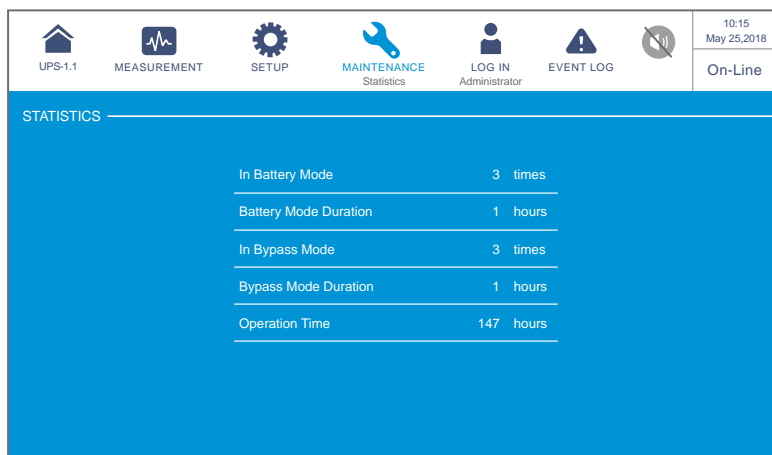 10:15
May 25,2018
UPS-1.1 MEASUREMENT SETUP MAINTENANCE LOG IN EVENT LOG
Statistics Administrator
On-Line
STATISTICS
In Battery Mode 3 times
Battery Mode Duration 1 hours
In Bypass Mode 3 times
Bypass Mode Duration 1 hours
Operation Time 147 hours